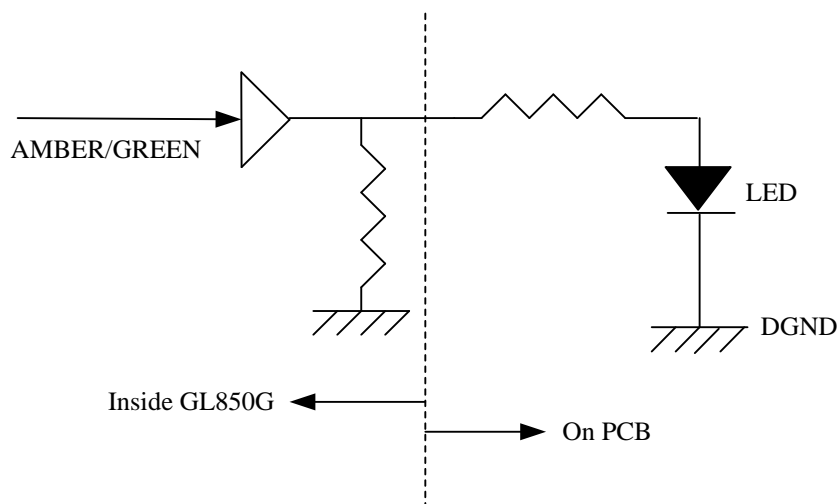 AMBER/GREEN
LED
DGND
Inside GL850G
On PCB